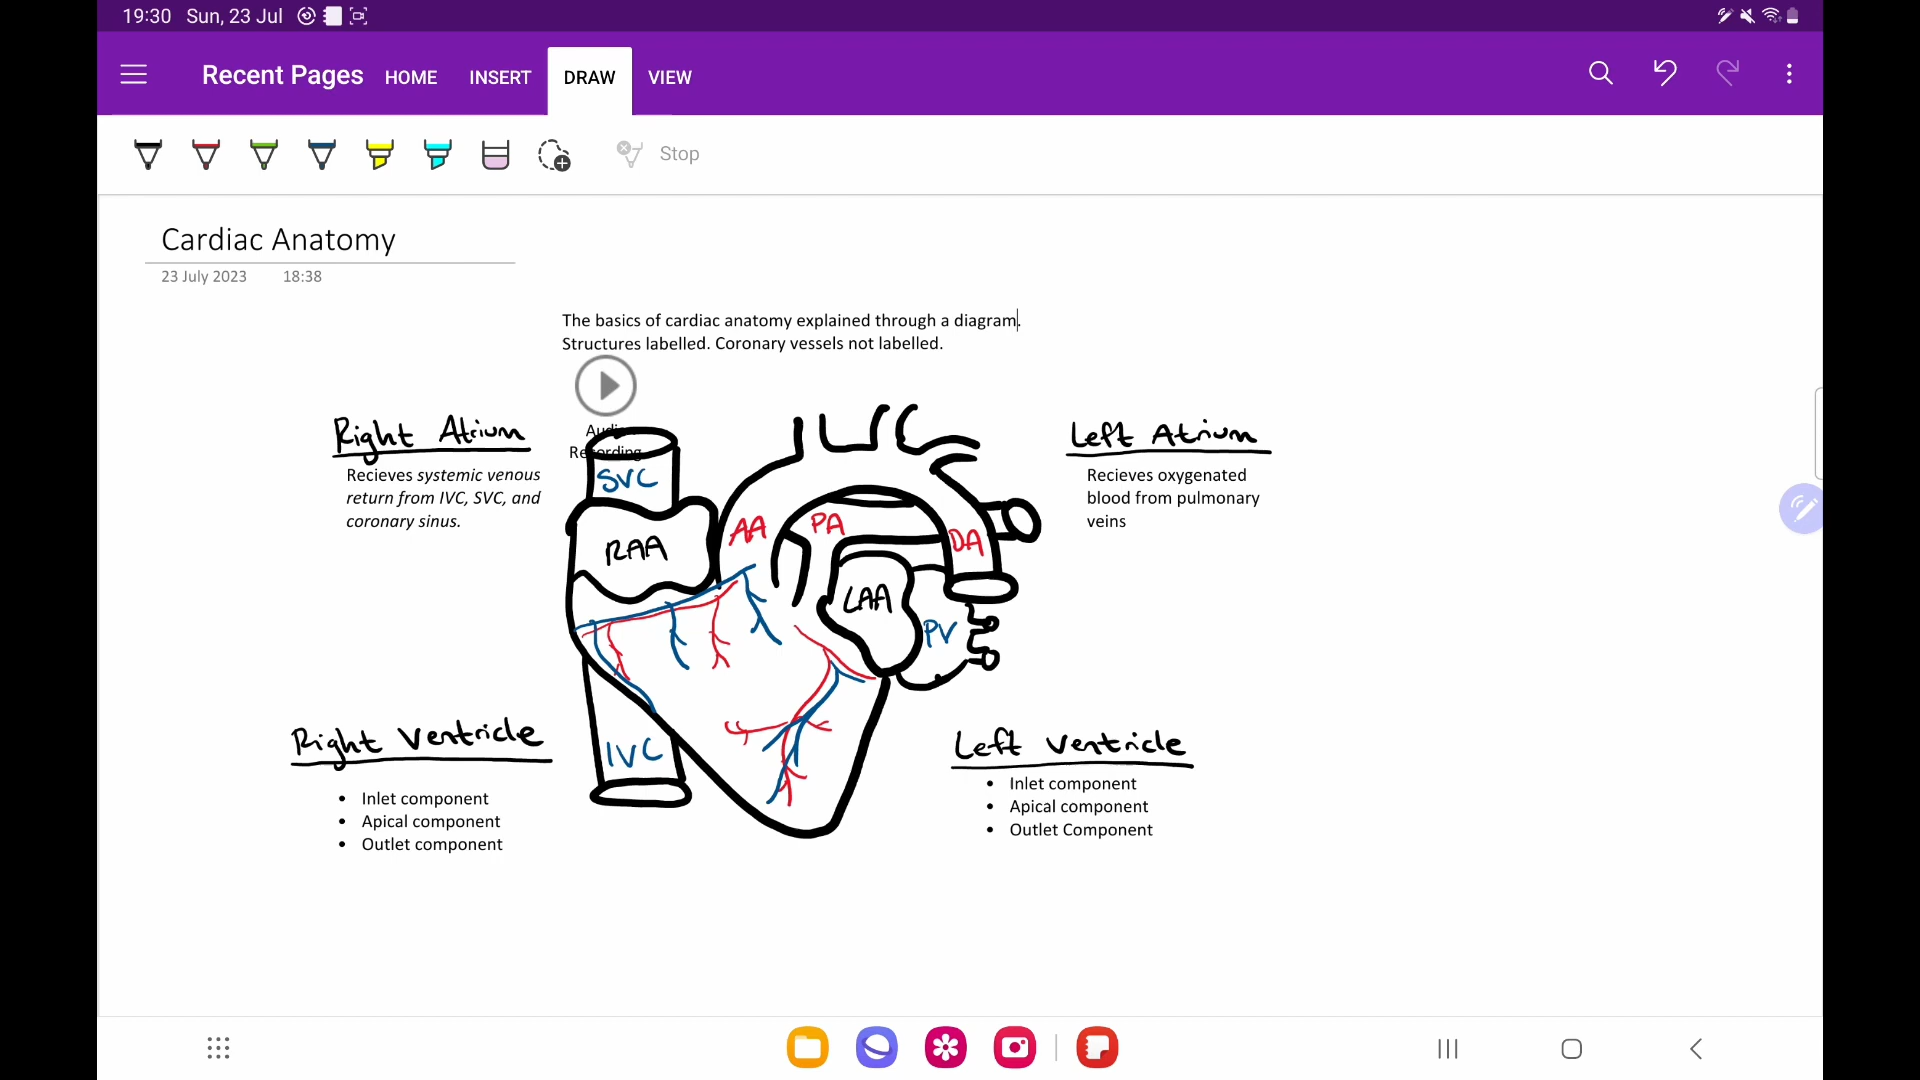 19:30 Sun, 23 Jul
Recent Pages HOME INSERT DRAW VIEW
Stop
Cardiac Anatomy
23 July 2023 18:38
The basics of cardiac anatomy explained through a diagram.
Structures labelled. Coronary vessels not labelled.
Audio
Recording
Right Atrium
Recieves systemic venous
return from IVC, SVC, and
coronary sinus.
SVC
RAA
AA
PA
DA
LAA
PV
IVC
Left Atrium
Recieves oxygenated
blood from pulmonary
veins
Right Ventricle
• Inlet component
• Apical component
• Outlet component
Left Ventricle
• Inlet component
• Apical component
• Outlet Component